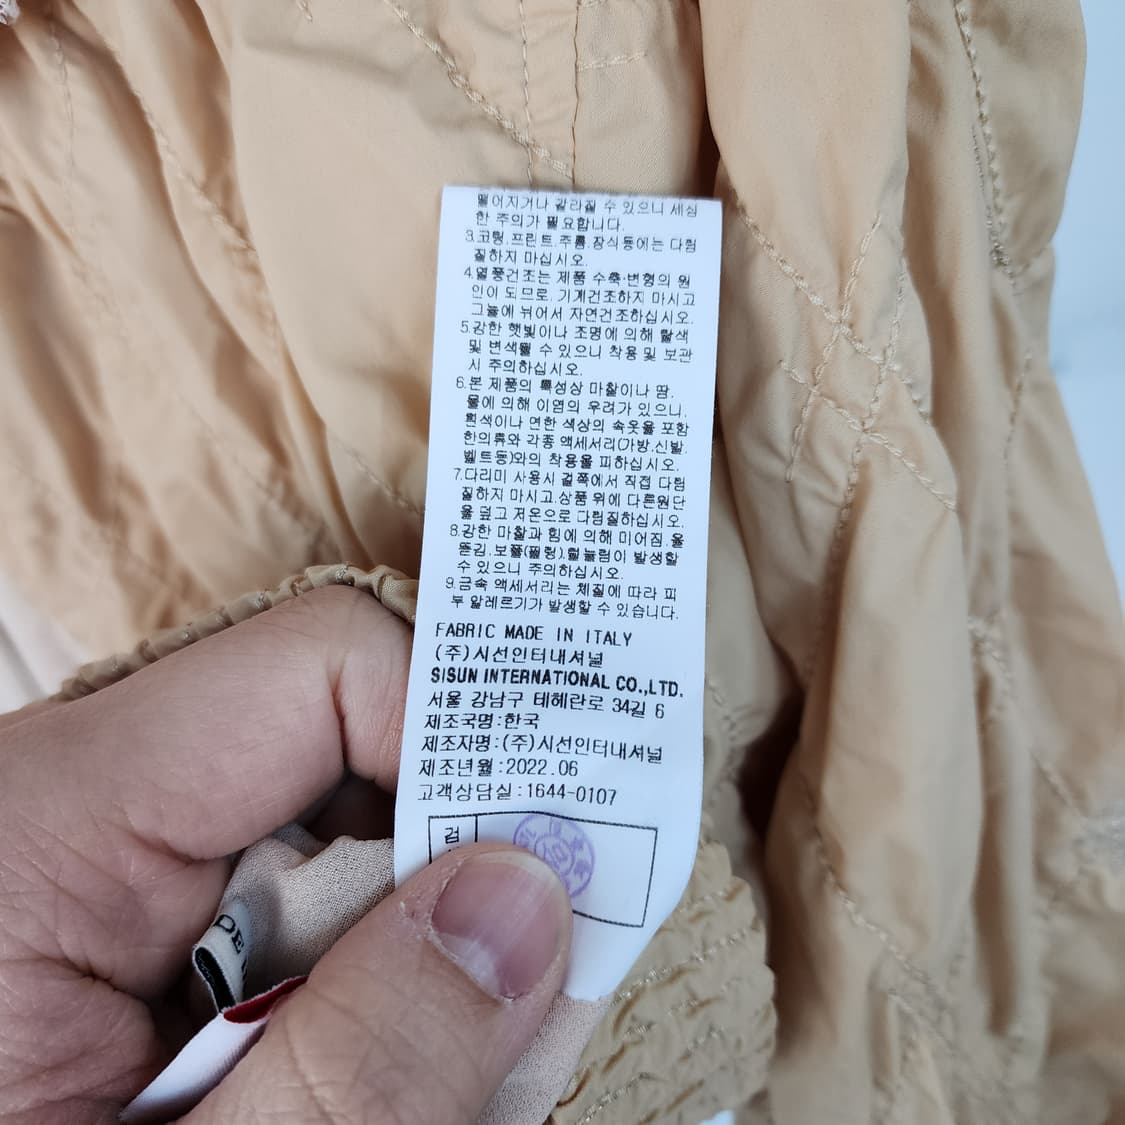 떨어지거나 갈라질 수 있으니 세심
한 주의가 필요합니다.
3.코팅.프린트.주름.장식등에는 다림
질하지 마십시오.
4.열풍건조는 제품 수축·변형의 원
인이 되므로. 기계건조하지 마시고
그늘에 뉘어서 자연건조하십시오.
5.강한 햇빛이나 조명에 의해 탈색
및 변색될 수 있으니 착용 및 보관
시 주의하십시오.
6.본 제품의 특성상 마찰이나 땀.
물에 의해 이염의 우려가 있으니.
흰색이나 연한 색상의 속옷을 포함
한의류와 각종 액세서리(가방.신발.
벨트등)와의 착용을 피하십시오.
7.다리미 사용시 겉쪽에서 직접 다림
질하지 마시고.상품 위에 다른원단
을 덮고 저온으로 다림질하십시오.
8.강한 마찰과 힘에 의해 미어짐.올
뜯김.보풀(필링).털눌림이 발생할
수 있으니 주의하십시오.
9.금속 액세서리는 체질에 따라 피
부 알레르기가 발생할 수 있습니다.
FABRIC MADE IN ITALY
(주)시선인터내셔널
SISUN INTERNATIONAL CO.,LTD.
서울 강남구 테헤란로 34길 6
제조국명:한국
제조자명:(주)시선인터내셔널
제조년월:2022.06
고객상담실:1644-0107
검
DE